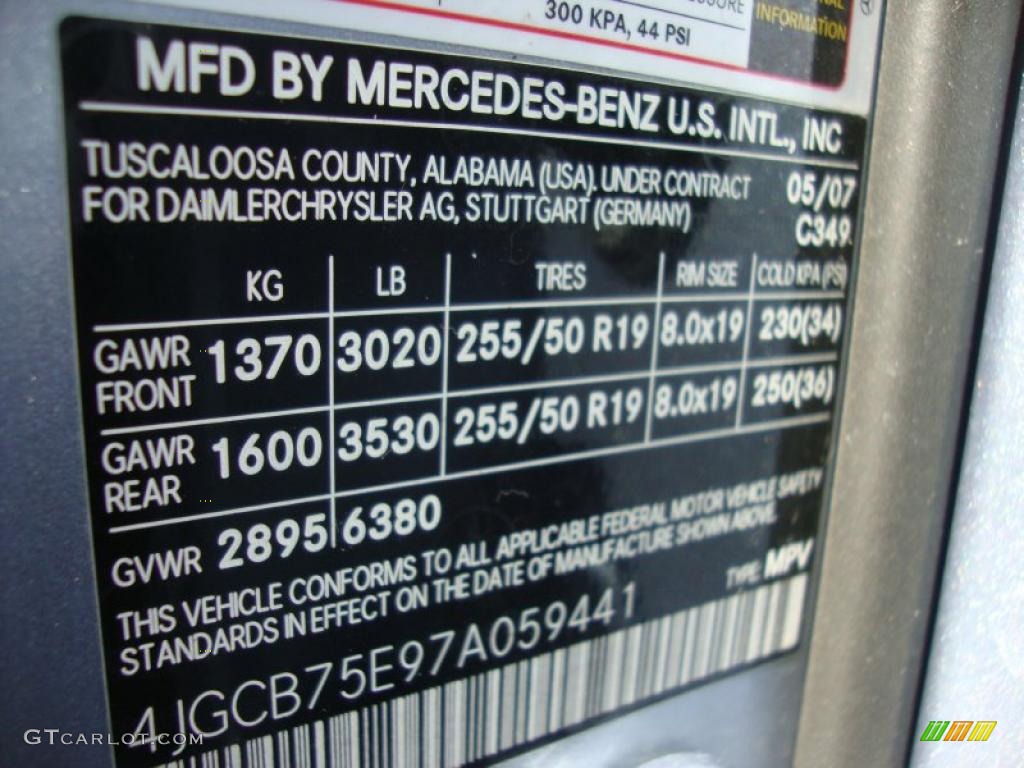 300 KPA, 44 PSI
INFORMATION
MFD BY MERCEDES-BENZ U.S. INTL., INC
TUSCALOOSA COUNTY, ALABAMA (USA). UNDER CONTRACT 05/07
FOR DAIMLERCHRYSLER AG, STUTTGART (GERMANY) C349
KG LB TIRES RIM SIZE COLD KPA (PSI)
GAWR FRONT 1370 3020 255/50 R19 8.0x19 230(34)
GAWR REAR 1600 3530 255/50 R19 8.0x19 250(36)
GVWR 2895 6380
THIS VEHICLE CONFORMS TO ALL APPLICABLE FEDERAL MOTOR VEHICLE SAFETY
STANDARDS IN EFFECT ON THE DATE OF MANUFACTURE SHOWN ABOVE.
TYPE: MPV
4JGCB75E97A059441
GTCARLOT.COM